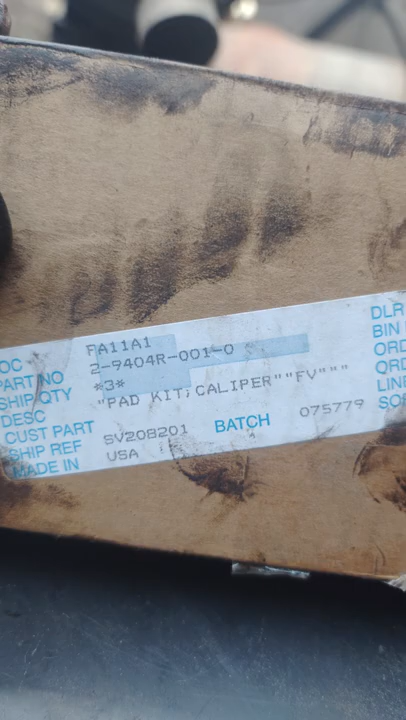 OC FA11A1
PART NO 2-9404R-001-0
SHIP QTY *3*
DESC "PAD KIT;CALIPER""FV"""
CUST PART
SHIP REF SV208201 BATCH 075779
MADE IN USA
DLR
BIN
ORD
ORD
LIN
SO